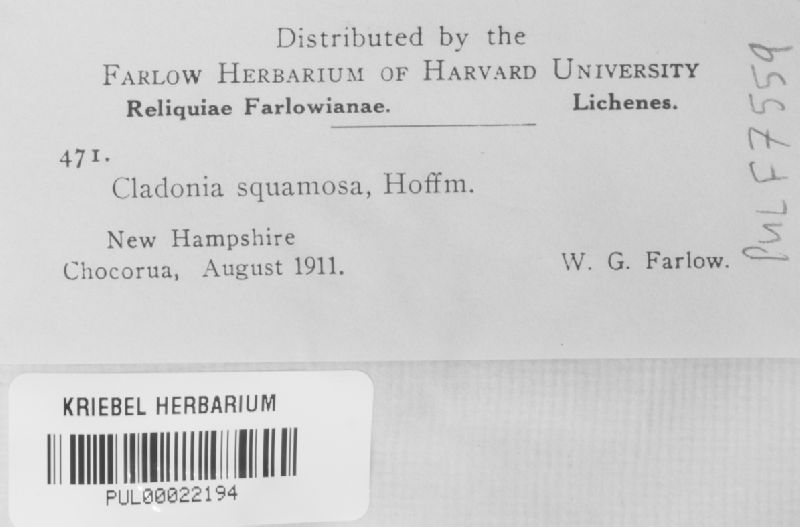 Distributed by the
FARLOW HERBARIUM OF HARVARD UNIVERSITY
Reliquiae Farlowianae. Lichenes.
471.
Cladonia squamosa, Hoffm.
New Hampshire
Chocorua, August 1911. W. G. Farlow.
PUL F7559
KRIEBEL HERBARIUM
PUL00022194